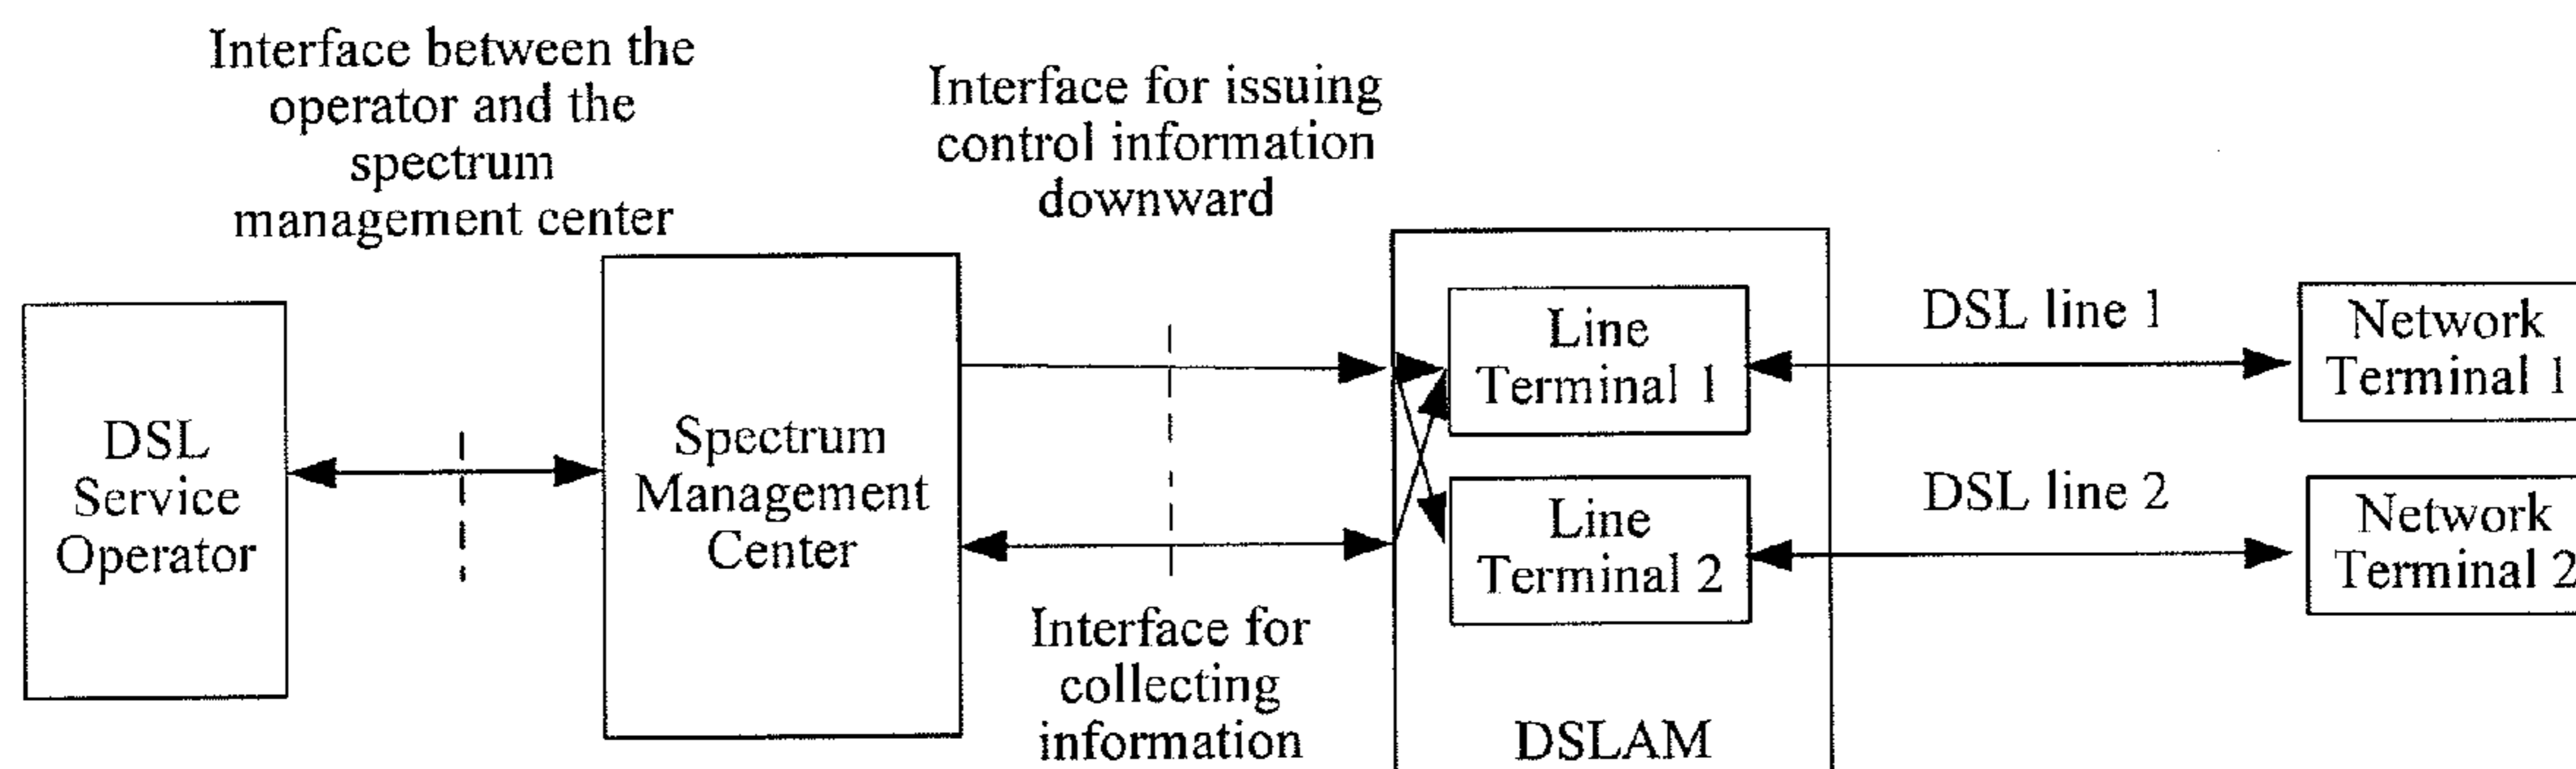 Interface between the
operator and the
spectrum
management center
Interface for issuing
control information
downward
DSL
Service
Operator
Spectrum
Management
Center
Interface for
collecting
information
Line
Terminal 1
Line
Terminal 2
DSLAM
DSL line 1
DSL line 2
Network
Terminal 1
Network
Terminal 2